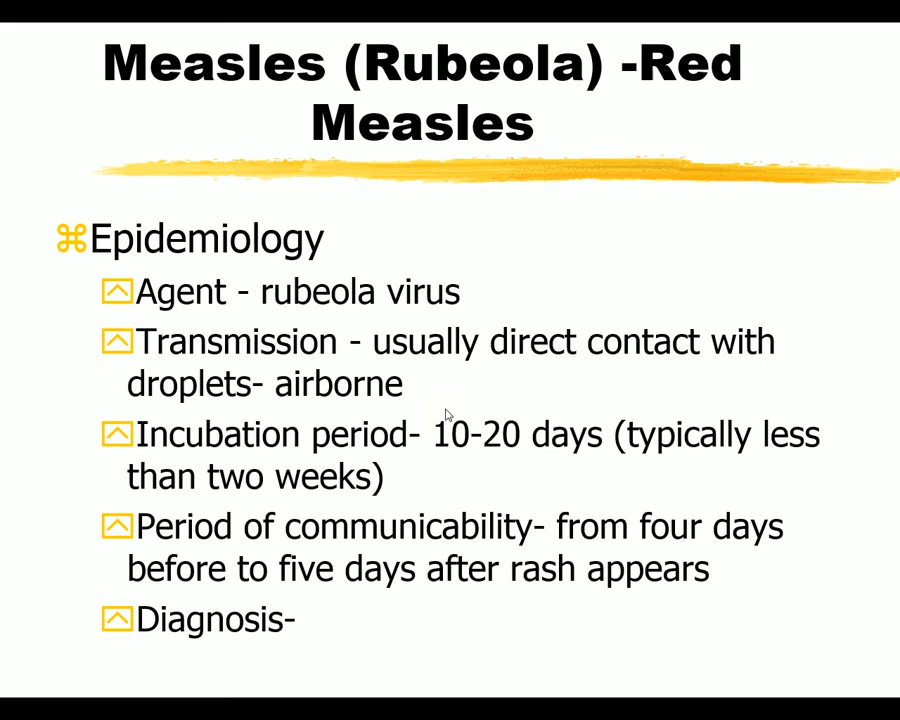 Measles (Rubeola) -Red
Measles
Epidemiology
Agent - rubeola virus
Transmission - usually direct contact with
droplets- airborne
Incubation period- 10-20 days (typically less
than two weeks)
Period of communicability- from four days
before to five days after rash appears
Diagnosis-